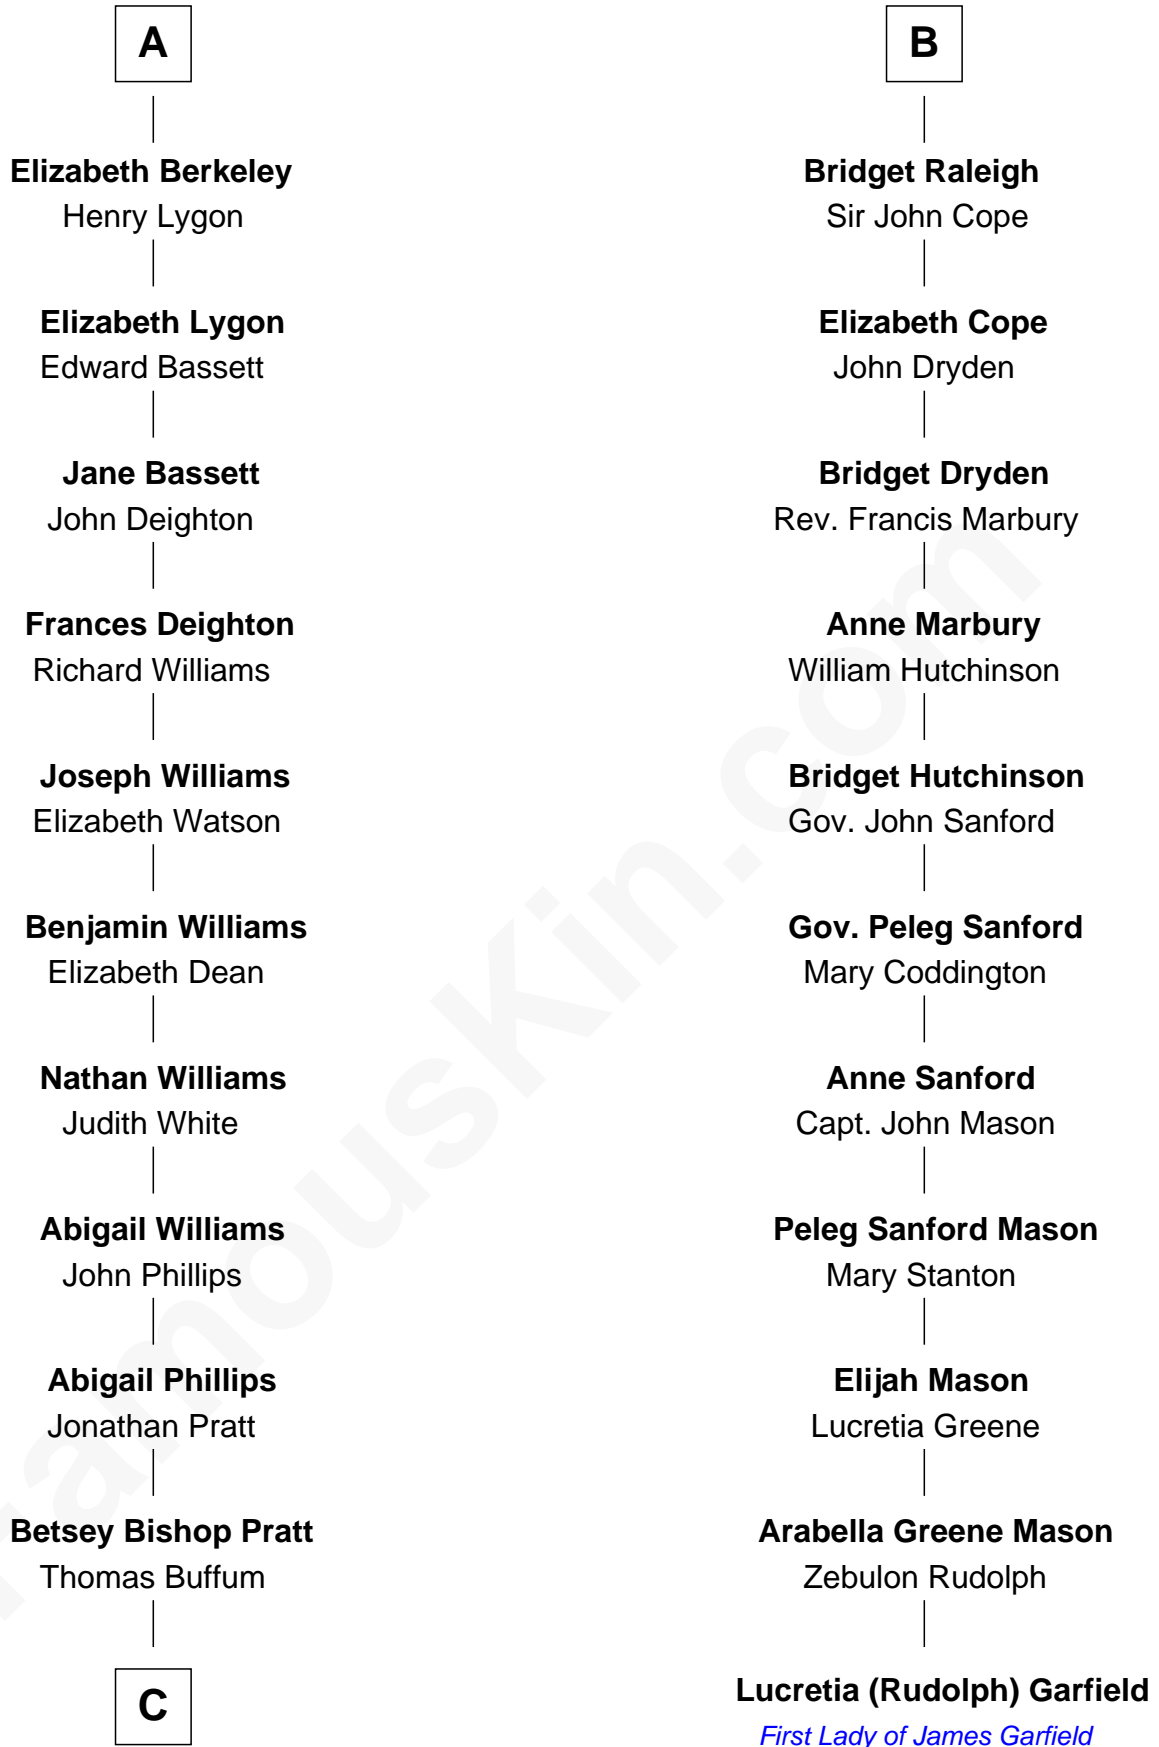 A
Elizabeth Berkeley
Henry Lygon
Elizabeth Lygon
Edward Bassett
Jane Bassett
John Deighton
Frances Deighton
Richard Williams
Joseph Williams
Elizabeth Watson
Benjamin Williams
Elizabeth Dean
Nathan Williams
Judith White
Abigail Williams
John Phillips
Abigail Phillips
Jonathan Pratt
Betsey Bishop Pratt
Thomas Buffum
C
B
Bridget Raleigh
Sir John Cope
Elizabeth Cope
John Dryden
Bridget Dryden
Rev. Francis Marbury
Anne Marbury
William Hutchinson
Bridget Hutchinson
Gov. John Sanford
Gov. Peleg Sanford
Mary Coddington
Anne Sanford
Capt. John Mason
Peleg Sanford Mason
Mary Stanton
Elijah Mason
Lucretia Greene
Arabella Greene Mason
Zebulon Rudolph
Lucretia (Rudolph) Garfield
First Lady of James Garfield
FamousKin.com